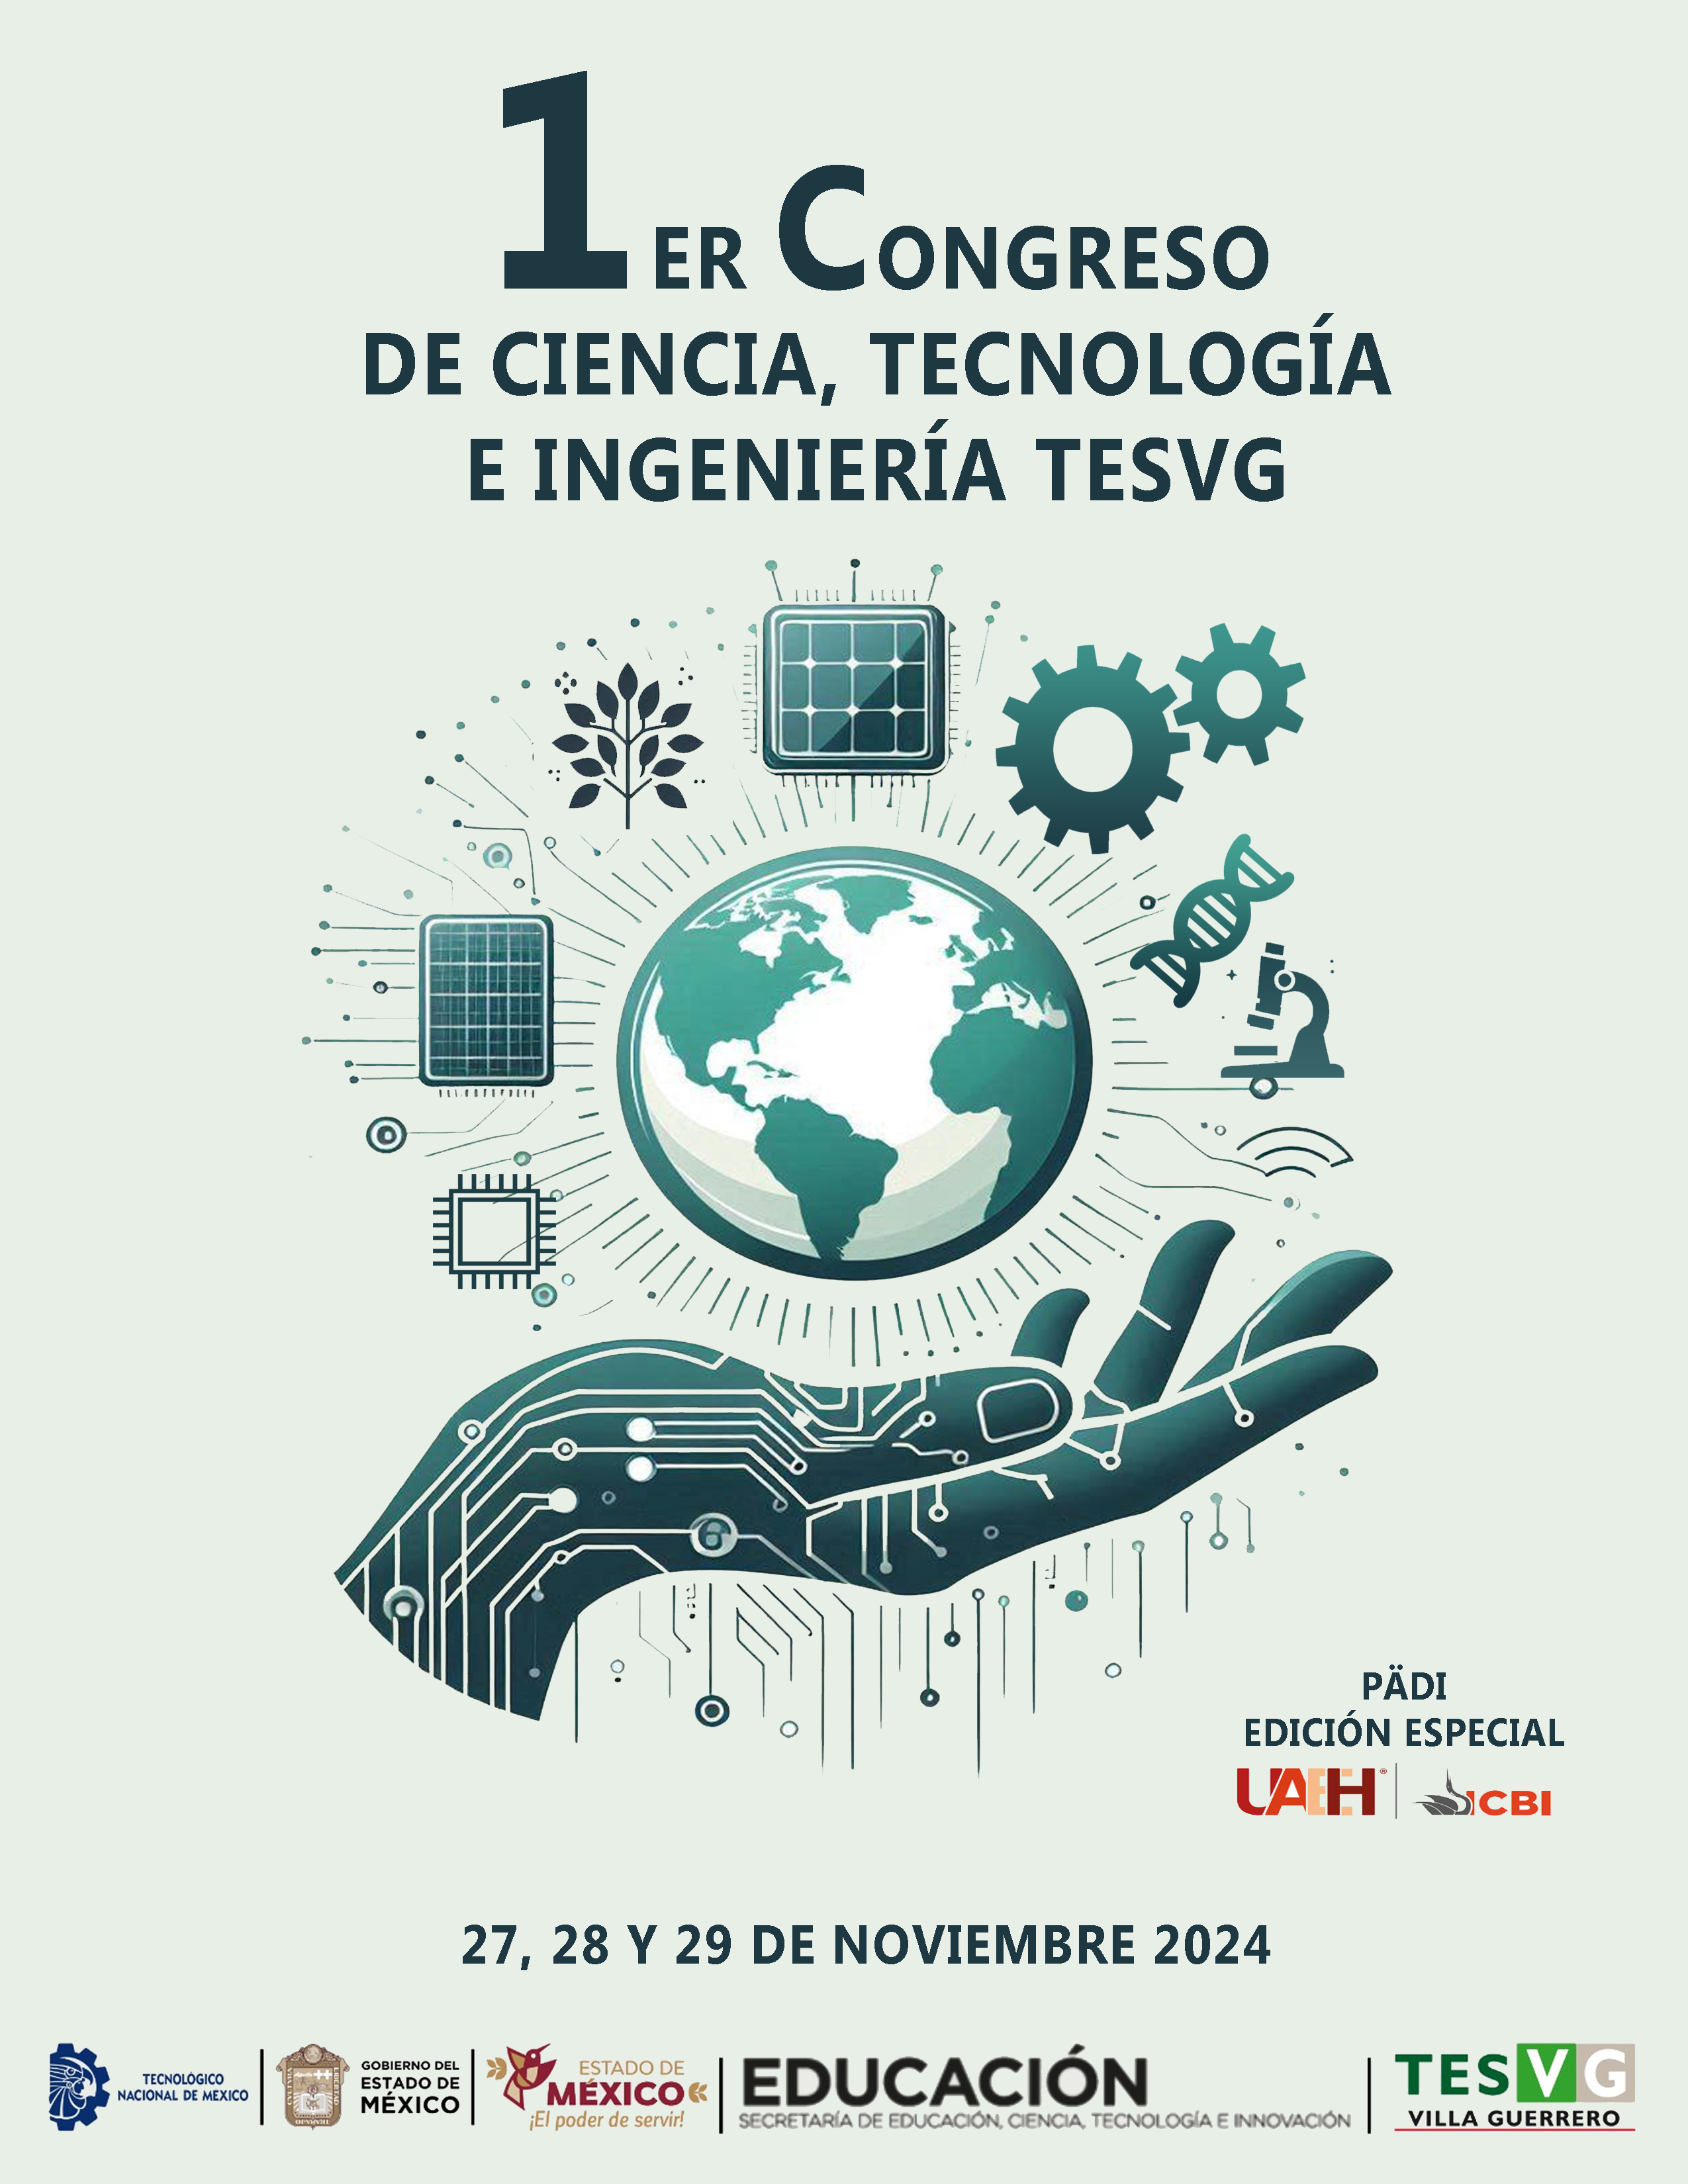 1ER CONGRESO
DE CIENCIA, TECNOLOGÍA
E INGENIERÍA TESVG
PÄDI
EDICIÓN ESPECIAL
UAEH® ICBI
27, 28 Y 29 DE NOVIEMBRE 2024
TECNOLÓGICO
NACIONAL DE MEXICO
GOBIERNO DEL
ESTADO DE
MÉXICO
ESTADO DE
MÉXICO
¡El poder de servir!
EDUCACIÓN
SECRETARÍA DE EDUCACIÓN, CIENCIA, TECNOLOGÍA E INNOVACIÓN
TESVG
VILLA GUERRERO